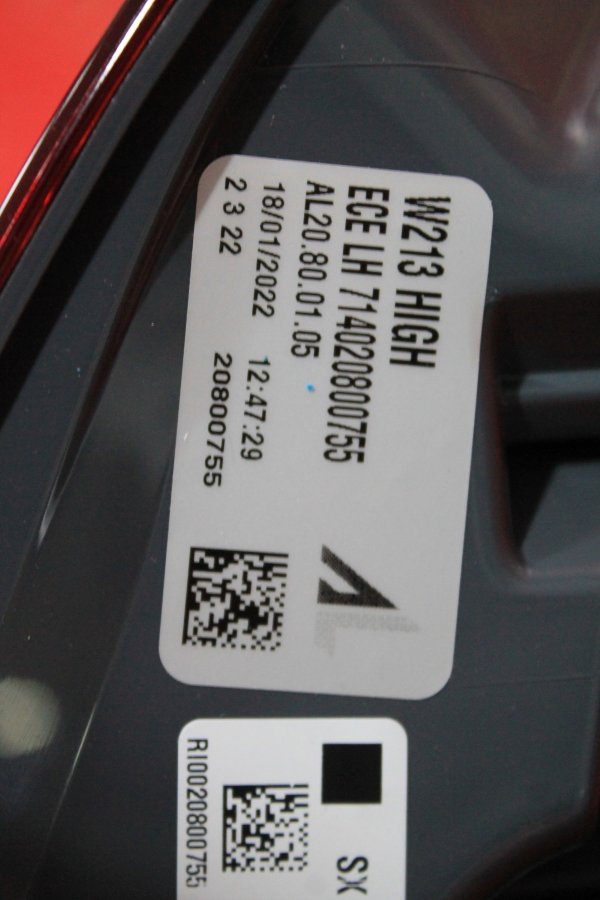 W213 HIGH
ECE LH 714020800755
AL20.80.01.05
18/01/2022 12:47:29
2 3 22 20800755
SX
RI0020800755